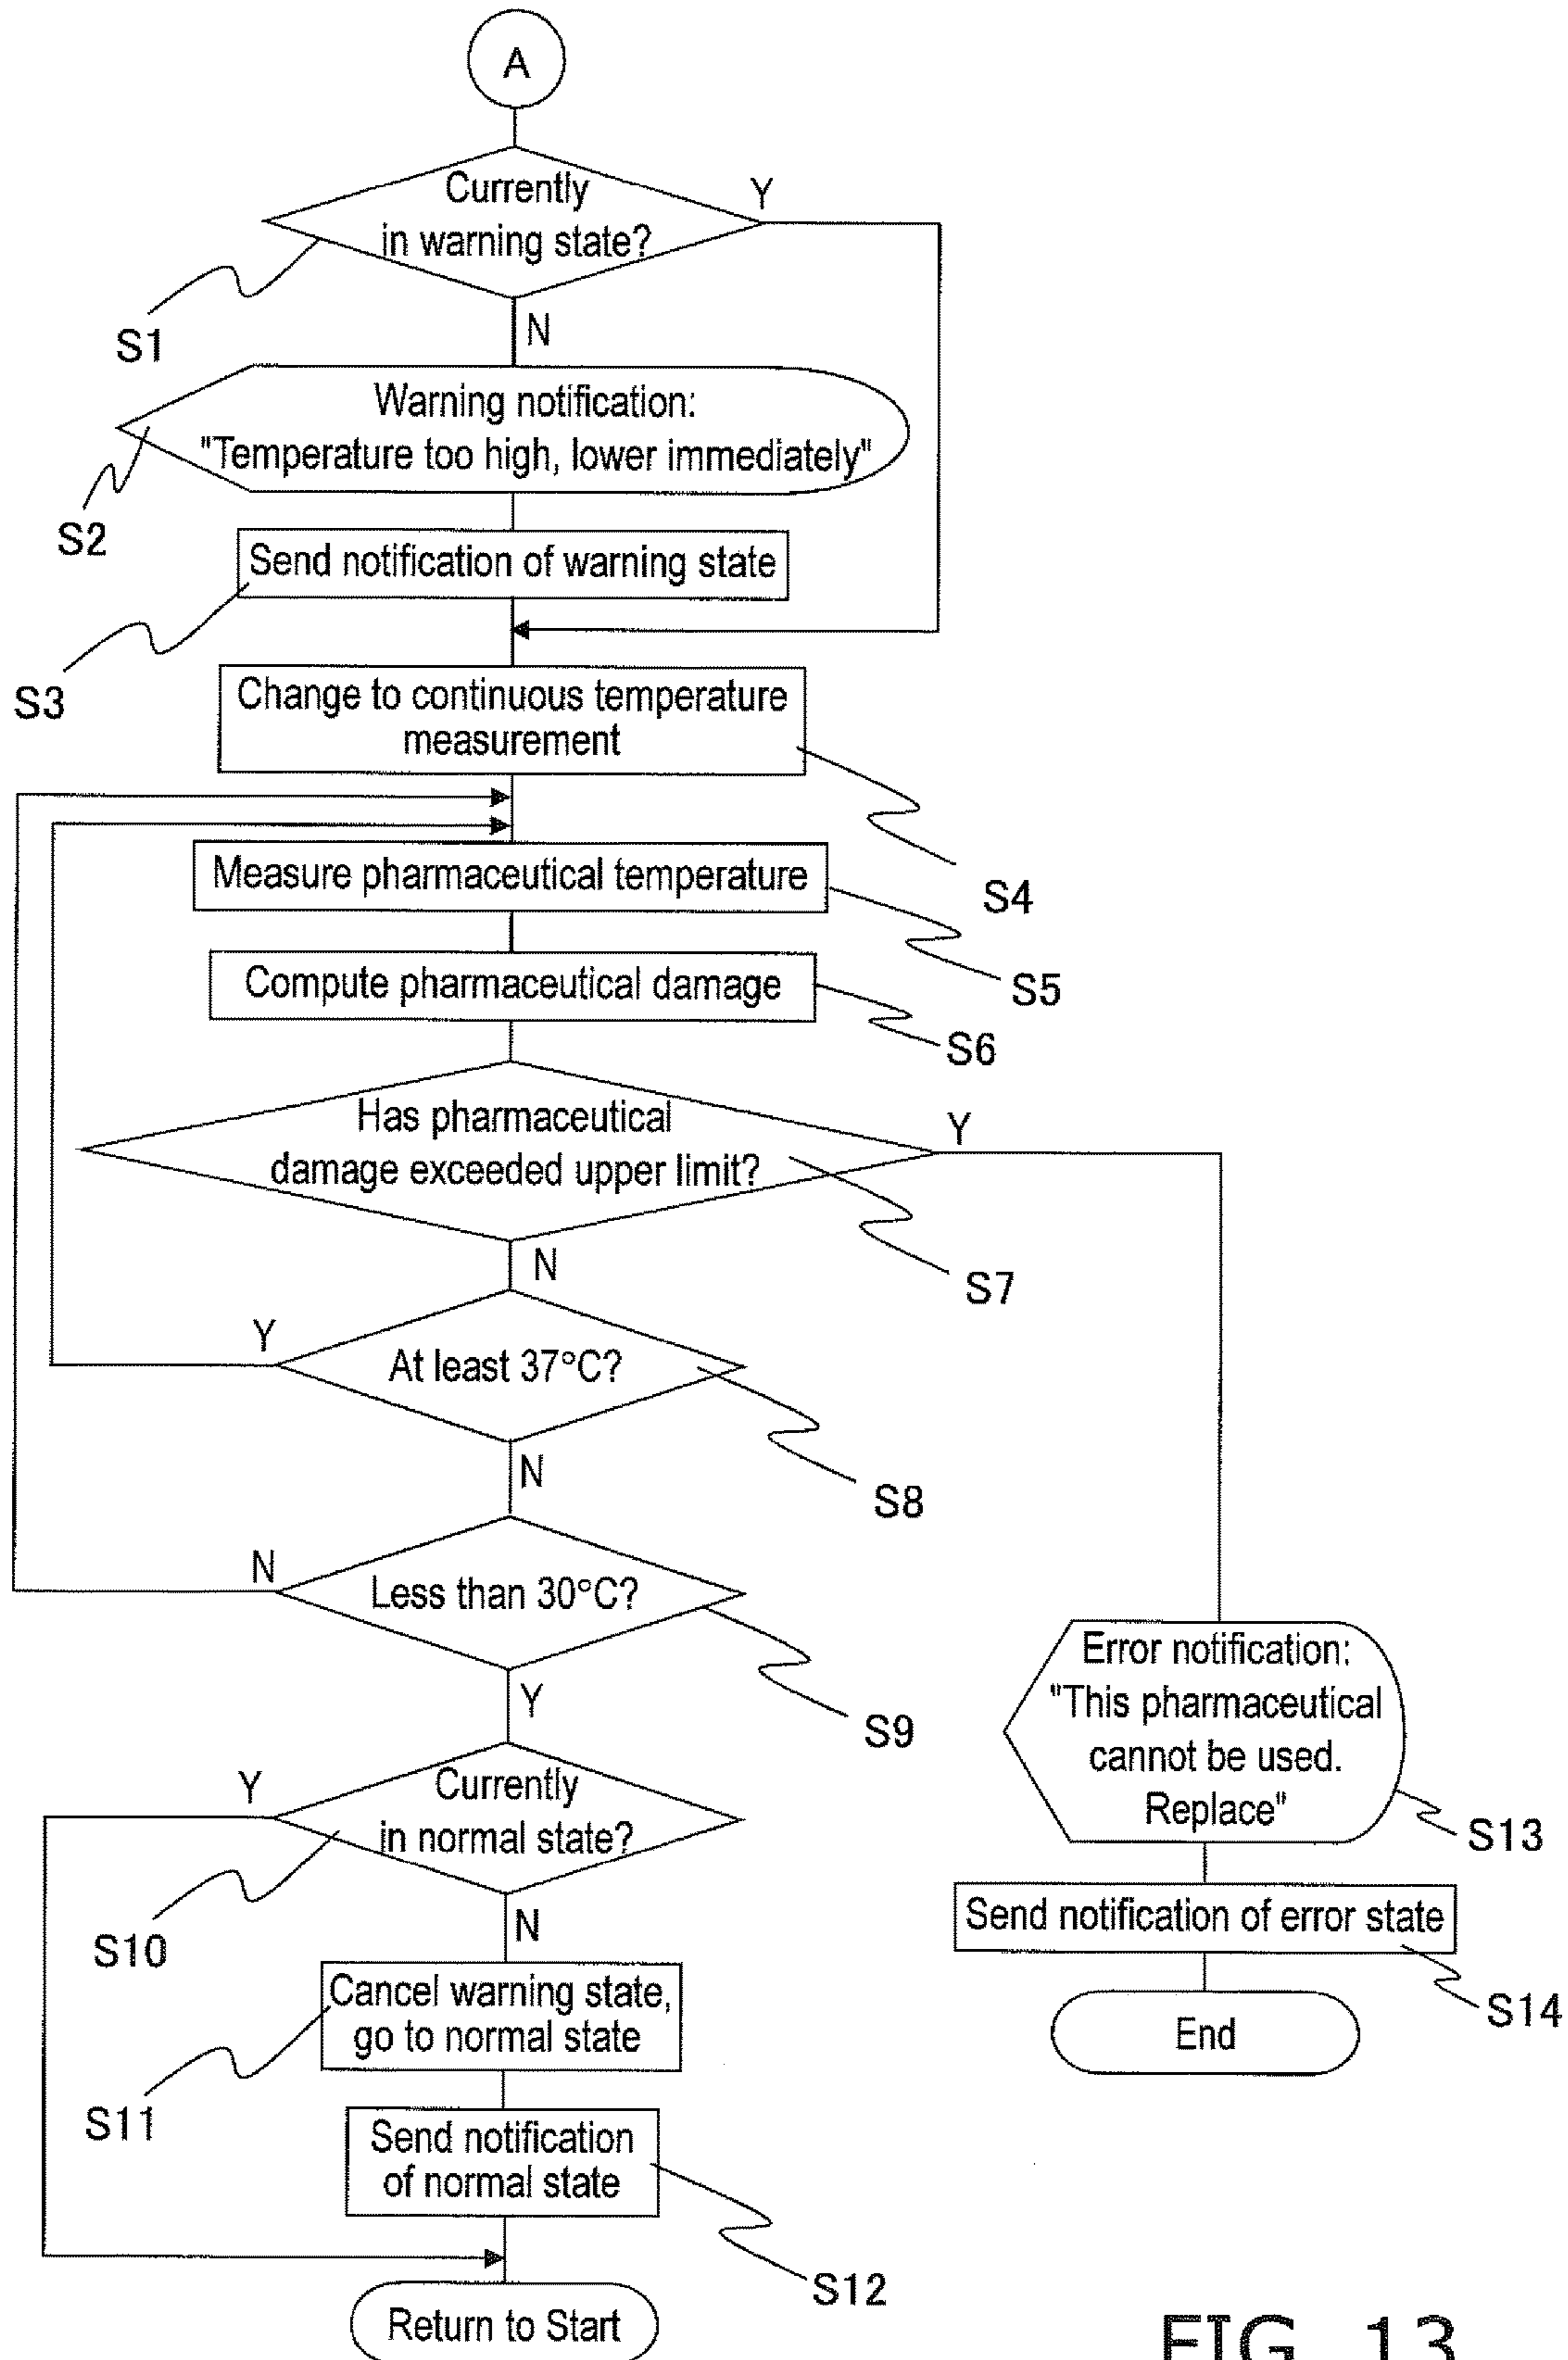 A
Currently
in warning state?
Y
S1
N
Warning notification:
"Temperature too high, lower immediately"
S2
Send notification of warning state
S3
Change to continuous temperature
measurement
S4
Measure pharmaceutical temperature
S5
Compute pharmaceutical damage
S6
Has pharmaceutical
damage exceeded upper limit?
Y
S7
N
Y
At least 37°C?
S8
N
N
Less than 30°C?
S9
Y
Y
Currently
in normal state?
S10
N
Cancel warning state,
go to normal state
S11
Send notification
of normal state
S12
Return to Start
Error notification:
"This pharmaceutical
cannot be used.
Replace"
S13
Send notification of error state
S14
End
FIG. 13